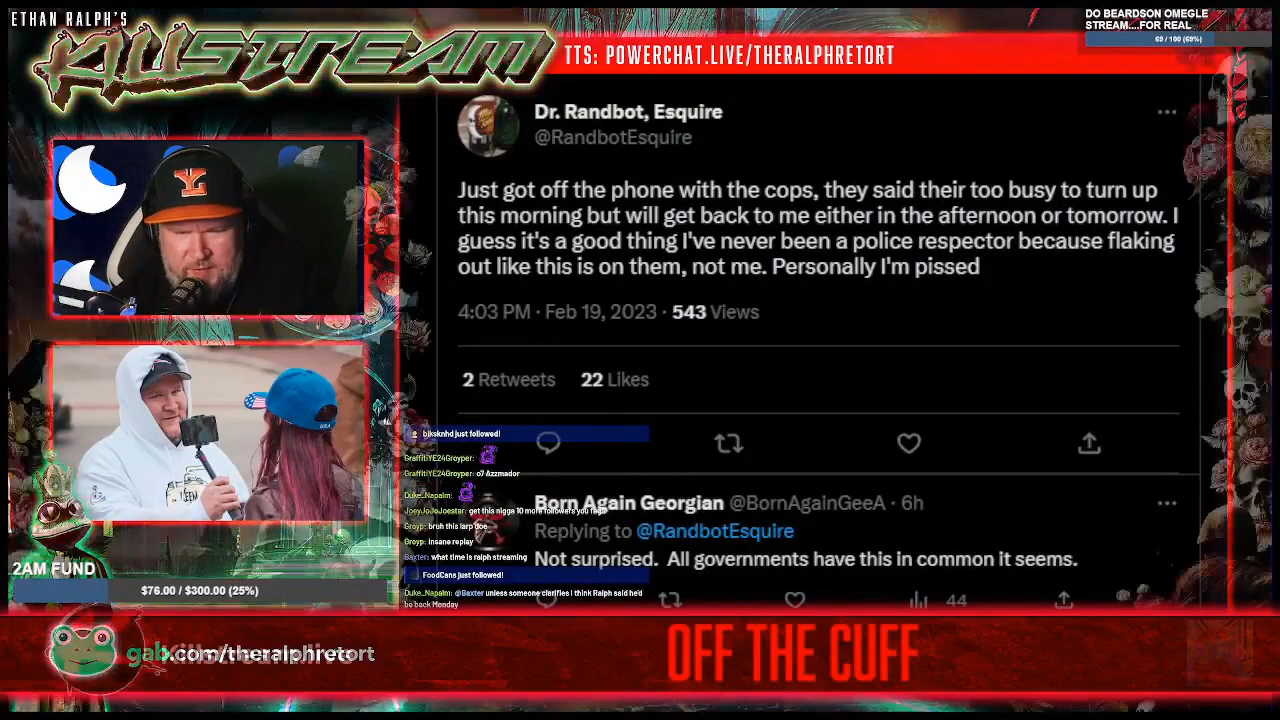 ETHAN RALPH'S
KILLSTREAM
TTS: POWERCHAT.LIVE/THERALPHRETORT
DO BEARDSON OMEGLE
STREAM....FOR REAL
69 / 100 (69%)
Dr. Randbot, Esquire
@RandbotEsquire
Just got off the phone with the cops, they said their too busy to turn up
this morning but will get back to me either in the afternoon or tomorrow. I
guess it's a good thing I've never been a police respector because flaking
out like this is on them, not me. Personally I'm pissed
4:03 PM · Feb 19, 2023 · 543 Views
2 Retweets 22 Likes
blksknhd just followed!
GraffitiYE24Groyper:
GraffitiYE24Groyper: o7 Azzmador
Duke_Napalm:
JoeyJoJoJoestar: get this nigga 10 more followers you fags
Groyp: bruh this larp doe
Groyp: insane replay
Baxter: what time is ralph streaming
FoodCans just followed!
Duke_Napalm: @Baxter unless someone clarifies I think Ralph said he'd
be back Monday
Born Again Georgian @BornAgainGeeA · 6h
Replying to @RandbotEsquire
Not surprised. All governments have this in common it seems.
44
2AM FUND
$76.00 / $300.00 (25%)
gab.com/theralphretort
OFF THE CUFF